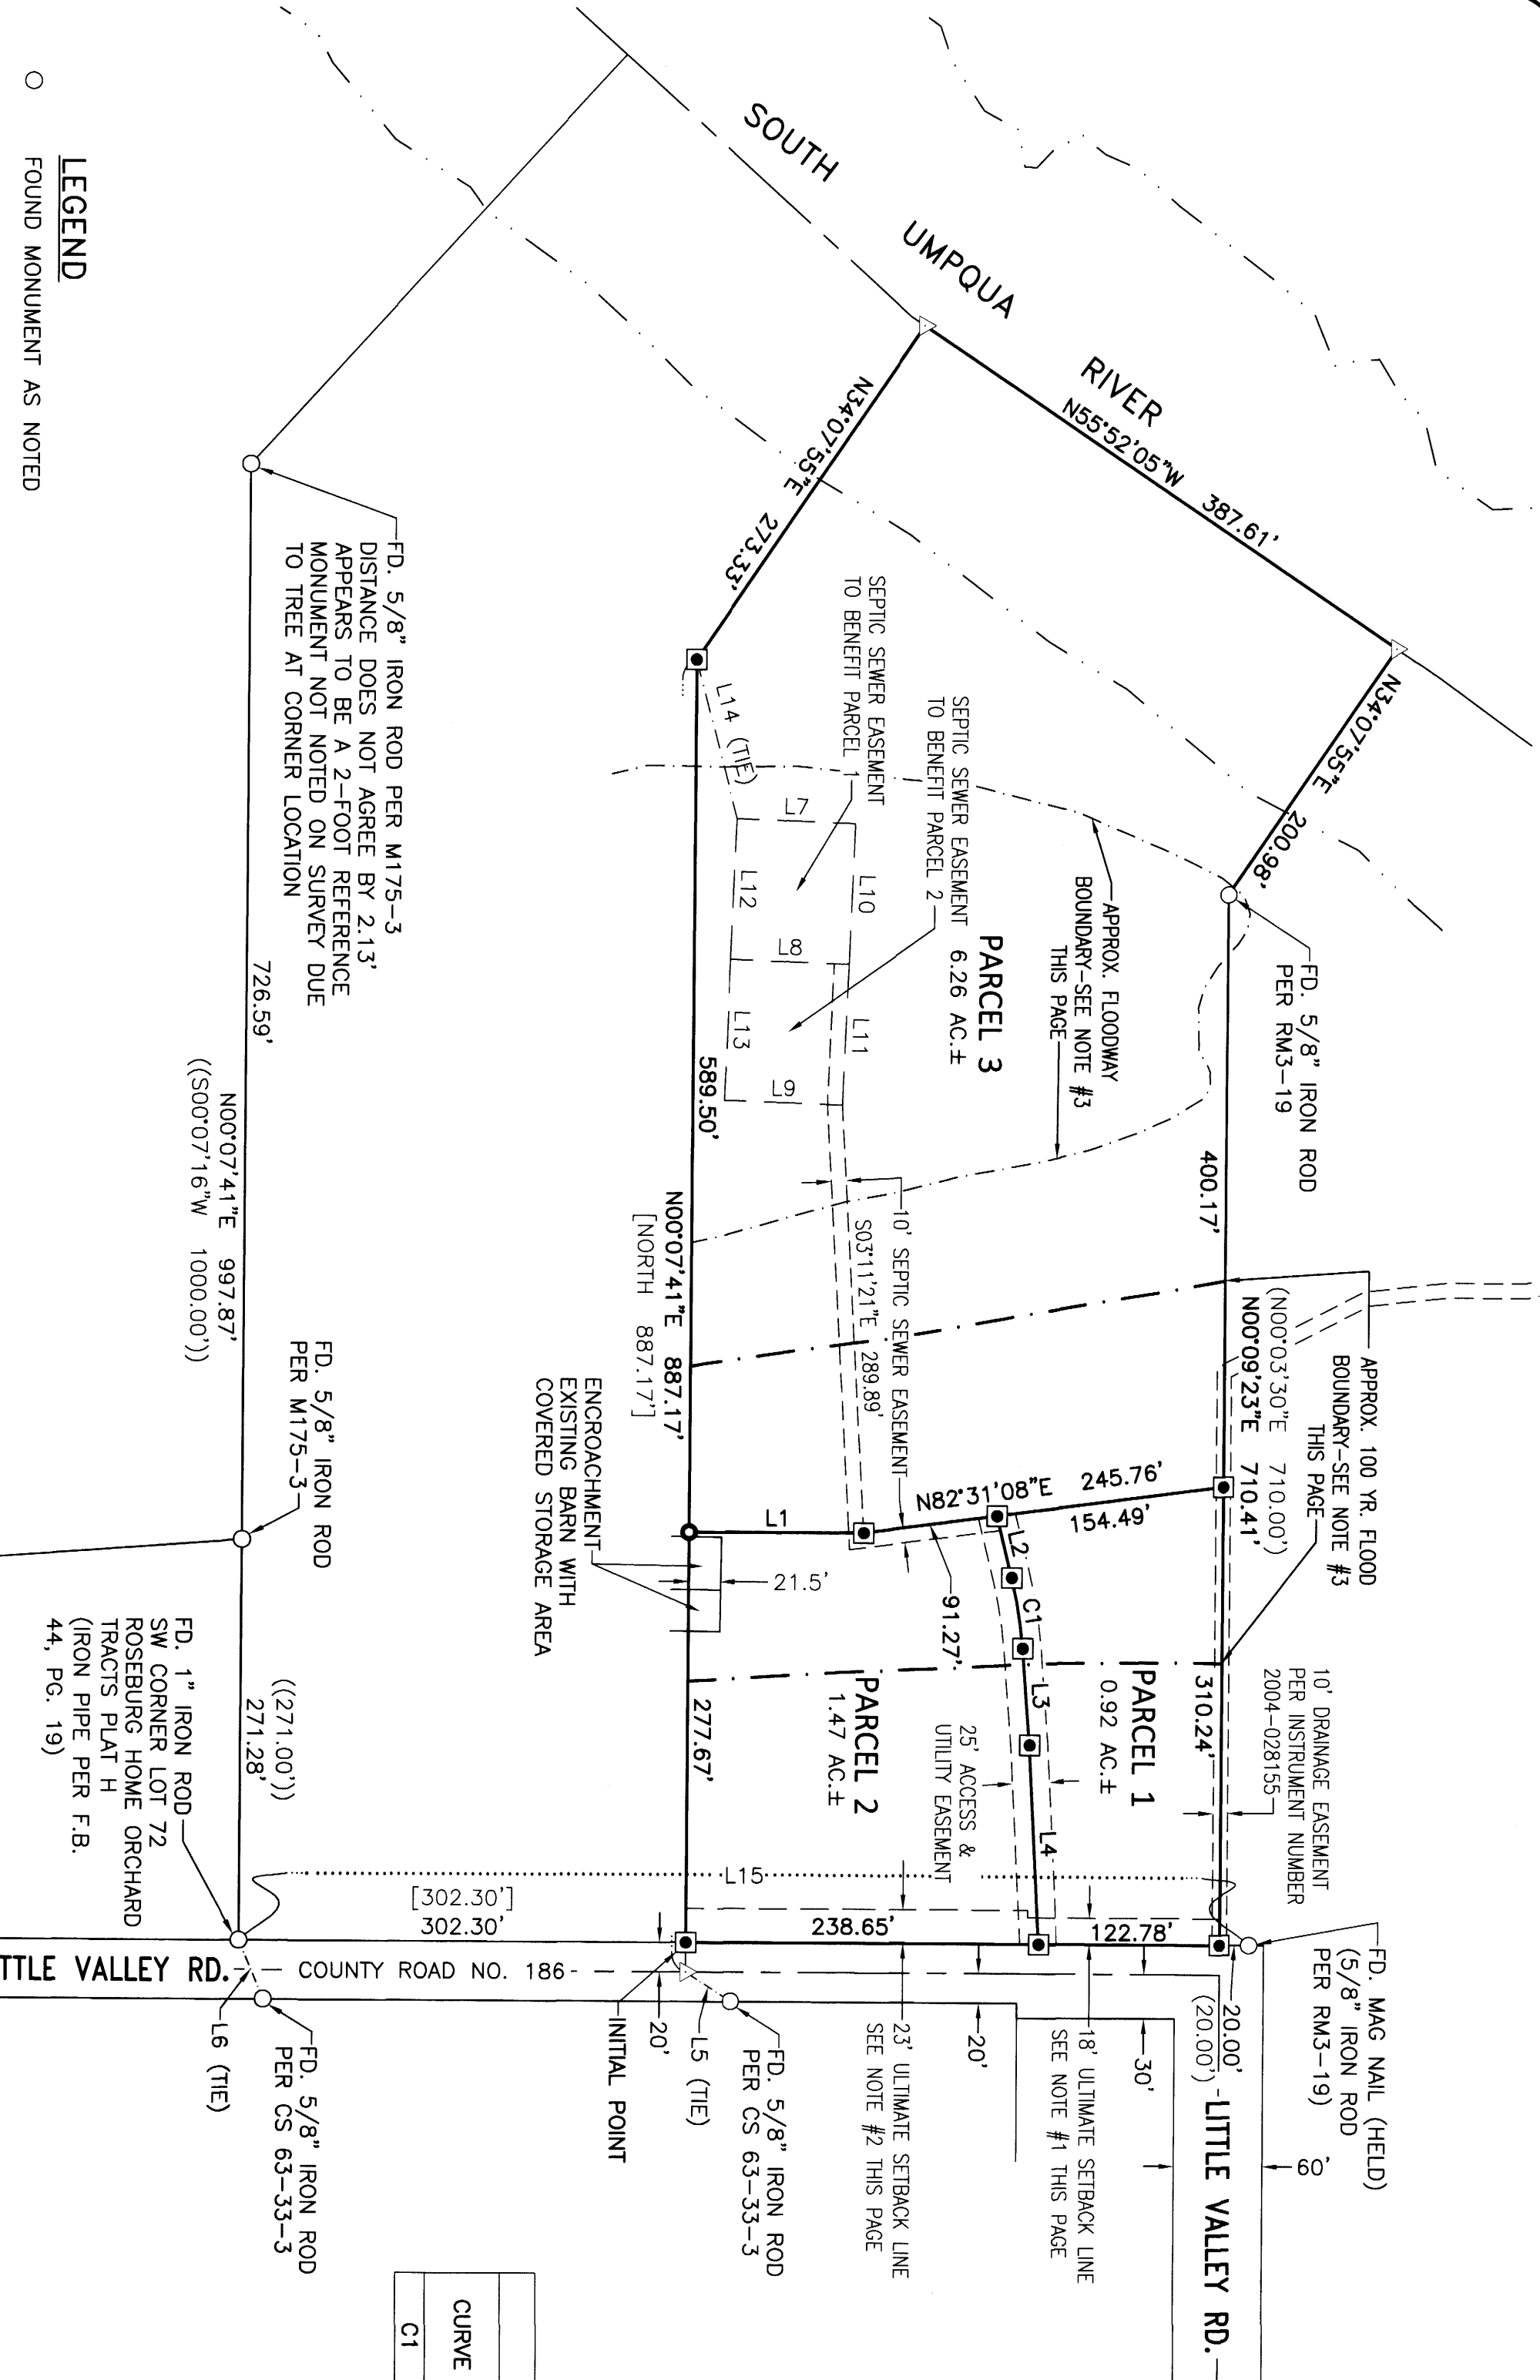 SOUTH
UMPQUA
RIVER
N55°52'05"W 387.61'
N34°07'55"E 273.33'
N34°07'55"E 200.98'
LEGEND
○ FOUND MONUMENT AS NOTED
FD. 5/8" IRON ROD
PER RM3-19
400.17'
APPROX. FLOODWAY
BOUNDARY-SEE NOTE #3
THIS PAGE
PARCEL 3
6.26 AC.±
SEPTIC SEWER EASEMENT
TO BENEFIT PARCEL 2
SEPTIC SEWER EASEMENT
TO BENEFIT PARCEL 1
L14 (TIE)
L7
L10
L12
L8
L11
L13
L9
589.50'
N00°07'41"E 887.17'
[NORTH 887.17']
10' SEPTIC SEWER EASEMENT
S03°11'21"E 289.89'
FD. 5/8" IRON ROD PER M175-3
DISTANCE DOES NOT AGREE BY 2.13'
APPEARS TO BE A 2-FOOT REFERENCE
MONUMENT NOT NOTED ON SURVEY DUE
TO TREE AT CORNER LOCATION
726.59'
N00°07'41"E 997.87'
((S00°07'16"W 1000.00'))
APPROX. 100 YR. FLOOD
BOUNDARY-SEE NOTE #3
THIS PAGE
(N00°03'30"E 710.00')
N00°09'23"E 710.41'
245.76'
N82°31'08"E
154.49'
L1
L2
C1
L3
L4
91.27'
21.5'
ENCROACHMENT
EXISTING BARN WITH
COVERED STORAGE AREA
FD. 5/8" IRON ROD
PER M175-3
10' DRAINAGE EASEMENT
PER INSTRUMENT NUMBER
2004-028155
310.24'
PARCEL 1
0.92 AC.±
25' ACCESS &
UTILITY EASEMENT
PARCEL 2
1.47 AC.±
277.67'
((271.00'))
271.28'
FD. 1" IRON ROD
SW CORNER LOT 72
ROSEBURG HOME ORCHARD
TRACTS PLAT H
(IRON PIPE PER F.B.
44, PG. 19)
L15
[302.30']
302.30'
238.65'
122.78'
TTLE VALLEY RD.
COUNTY ROAD NO. 186
FD. MAG NAIL (HELD)
(5/8" IRON ROD
PER RM3-19)
20.00'
(20.00')
LITTLE VALLEY RD.
60'
30'
18' ULTIMATE SETBACK LINE
SEE NOTE #1 THIS PAGE
20'
23' ULTIMATE SETBACK LINE
SEE NOTE #2 THIS PAGE
FD. 5/8" IRON ROD
PER CS 63-33-3
L5 (TIE)
20'
INITIAL POINT
FD. 5/8" IRON ROD
PER CS 63-33-3
L6 (TIE)
CURVE
C1